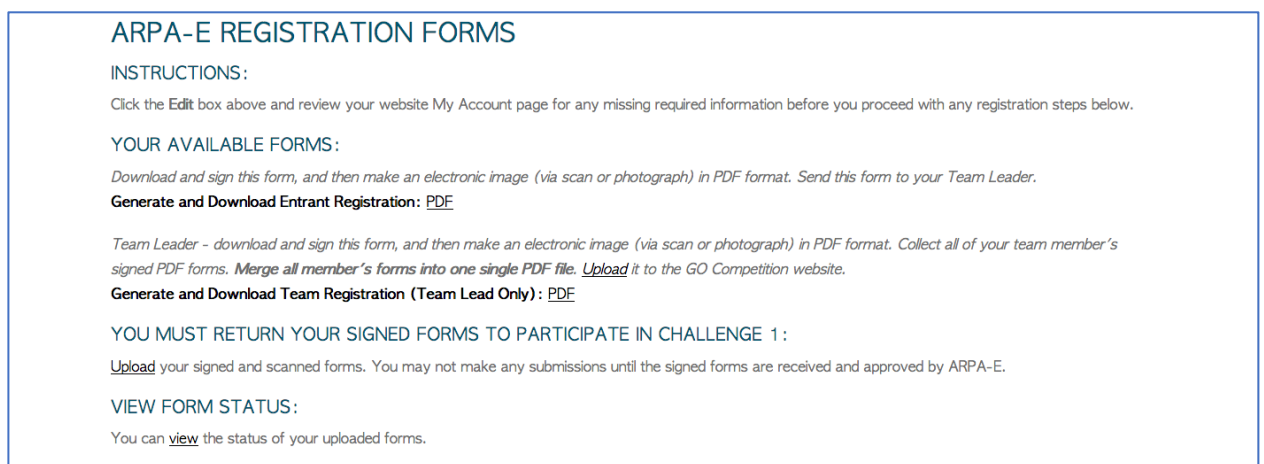 ARPA-E REGISTRATION FORMS
INSTRUCTIONS:
Click the Edit box above and review your website My Account page for any missing required information before you proceed with any registration steps below.
YOUR AVAILABLE FORMS:
Download and sign this form, and then make an electronic image (via scan or photograph) in PDF format. Send this form to your Team Leader.
Generate and Download Entrant Registration: PDF
Team Leader - download and sign this form, and then make an electronic image (via scan or photograph) in PDF format. Collect all of your team member's
signed PDF forms. Merge all member's forms into one single PDF file. Upload it to the GO Competition website.
Generate and Download Team Registration (Team Lead Only): PDF
YOU MUST RETURN YOUR SIGNED FORMS TO PARTICIPATE IN CHALLENGE 1:
Upload your signed and scanned forms. You may not make any submissions until the signed forms are received and approved by ARPA-E.
VIEW FORM STATUS:
You can view the status of your uploaded forms.